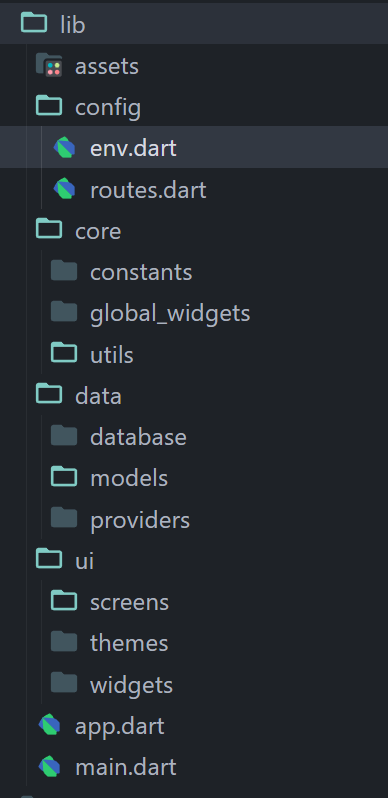 lib
assets
config
env.dart
routes.dart
core
constants
global_widgets
utils
data
database
models
providers
ui
screens
themes
widgets
app.dart
main.dart